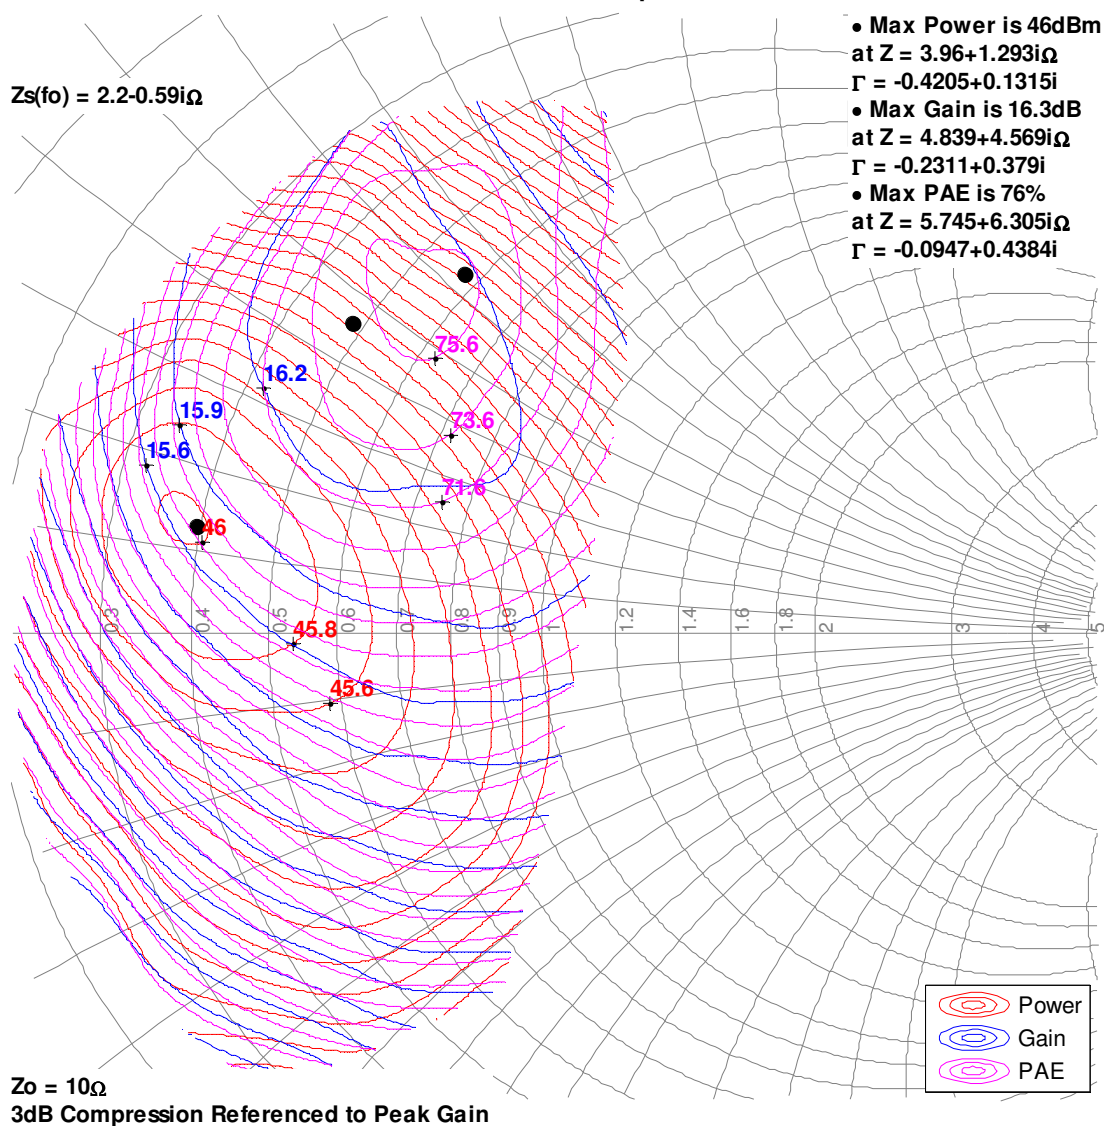 • Max Power is 46dBm
at Z = 3.96+1.293iΩ
Γ = -0.4205+0.1315i
• Max Gain is 16.3dB
at Z = 4.839+4.569iΩ
Γ = -0.2311+0.379i
• Max PAE is 76%
at Z = 5.745+6.305iΩ
Γ = -0.0947+0.4384i
Zs(fo) = 2.2-0.59iΩ
75.6
16.2
15.9
73.6
15.6
71.6
46
0.3
0.4
0.5
0.6
0.7
0.8
0.9
1
1.2
1.4
1.6
1.8
2
3
4
5
45.8
45.6
Power
Gain
PAE
Zo = 10Ω
3dB Compression Referenced to Peak Gain